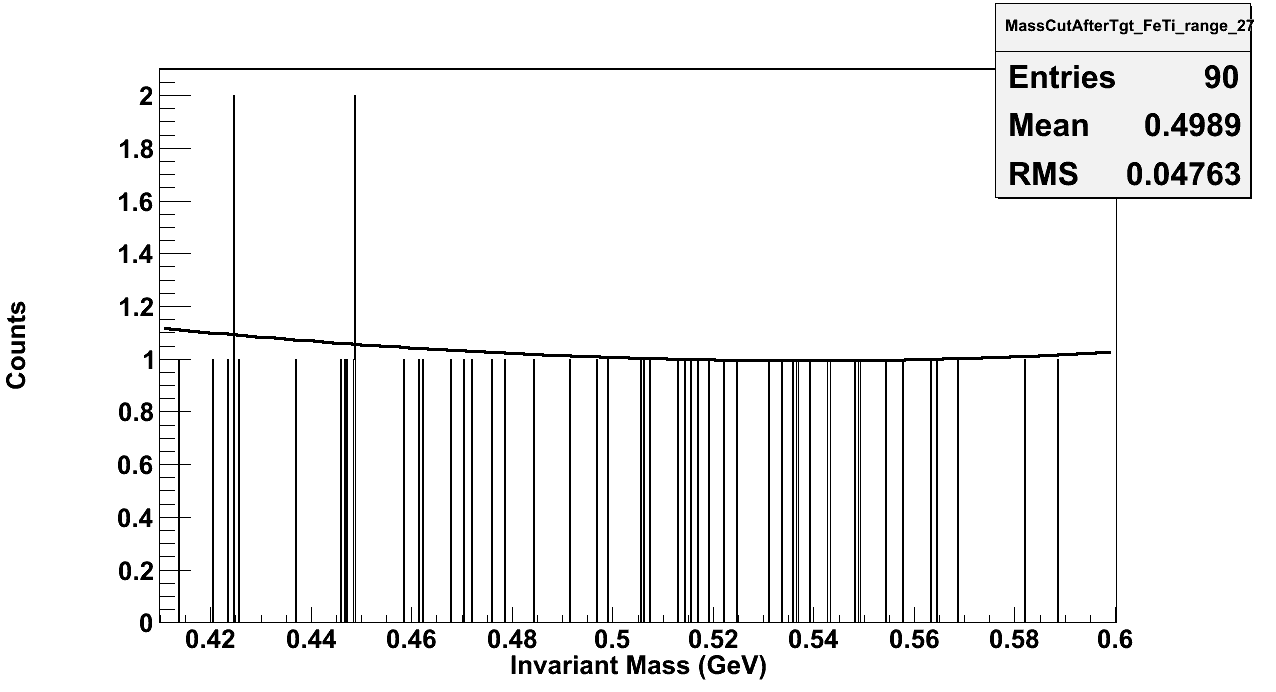 MassCutAfterTgt_FeTi_range_27
Entries 90
Mean 0.4989
RMS 0.04763
2
1.8
1.6
1.4
1.2
1
0.8
0.6
0.4
0.2
0
Counts
0.42 0.44 0.46 0.48 0.5 0.52 0.54 0.56 0.58 0.6
Invariant Mass (GeV)